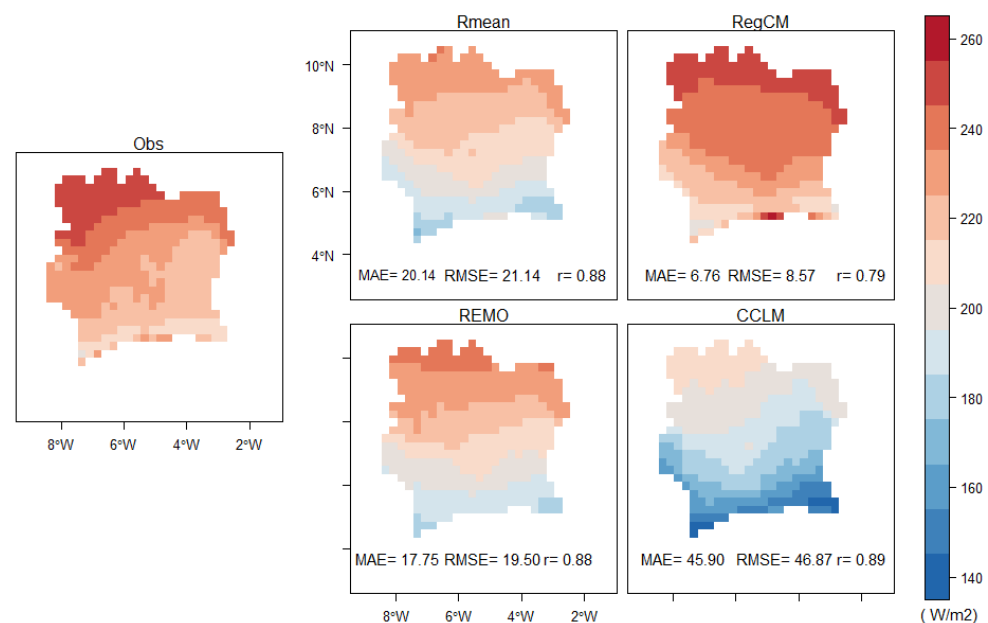 Rmean
RegCM
10°N
8°N
6°N
4°N
MAE= 20.14 RMSE= 21.14 r= 0.88
MAE= 6.76 RMSE= 8.57 r= 0.79
Obs
8°W 6°W 4°W 2°W
REMO
CCLM
MAE= 17.75 RMSE= 19.50 r= 0.88
MAE= 45.90 RMSE= 46.87 r= 0.89
8°W 6°W 4°W 2°W
260
240
220
200
180
160
140
( W/m2)